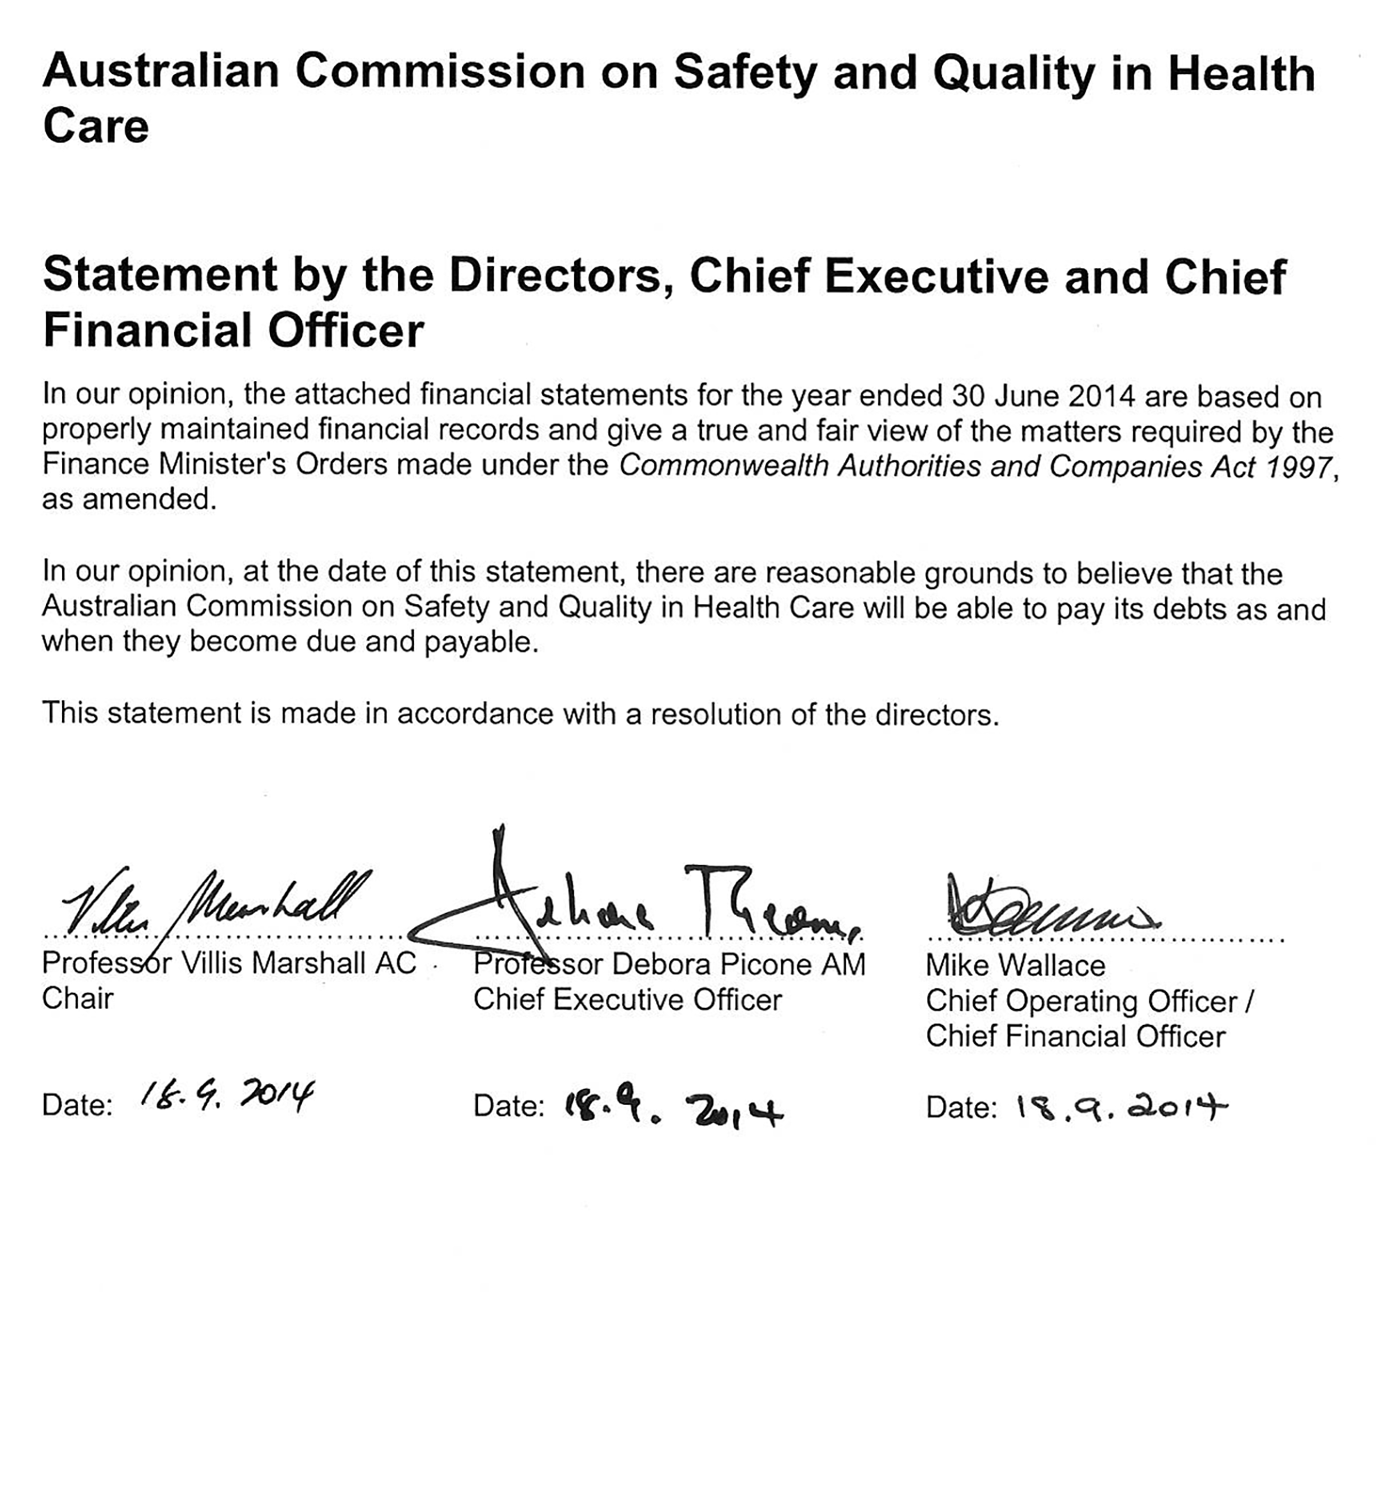 Australian Commission on Safety and Quality in Health
Care
Statement by the Directors, Chief Executive and Chief
Financial Officer
In our opinion, the attached financial statements for the year ended 30 June 2014 are based on
properly maintained financial records and give a true and fair view of the matters required by the
Finance Minister's Orders made under the Commonwealth Authorities and Companies Act 1997,
as amended.
In our opinion, at the date of this statement, there are reasonable grounds to believe that the
Australian Commission on Safety and Quality in Health Care will be able to pay its debts as and
when they become due and payable.
This statement is made in accordance with a resolution of the directors.
Villis Marshall
Professor Villis Marshall AC
Chair
Date: 18.9.2014
Professor Debora Picone AM
Chief Executive Officer
Date: 18.9.2014
Mike Wallace
Chief Operating Officer /
Chief Financial Officer
Date: 18.9.2014